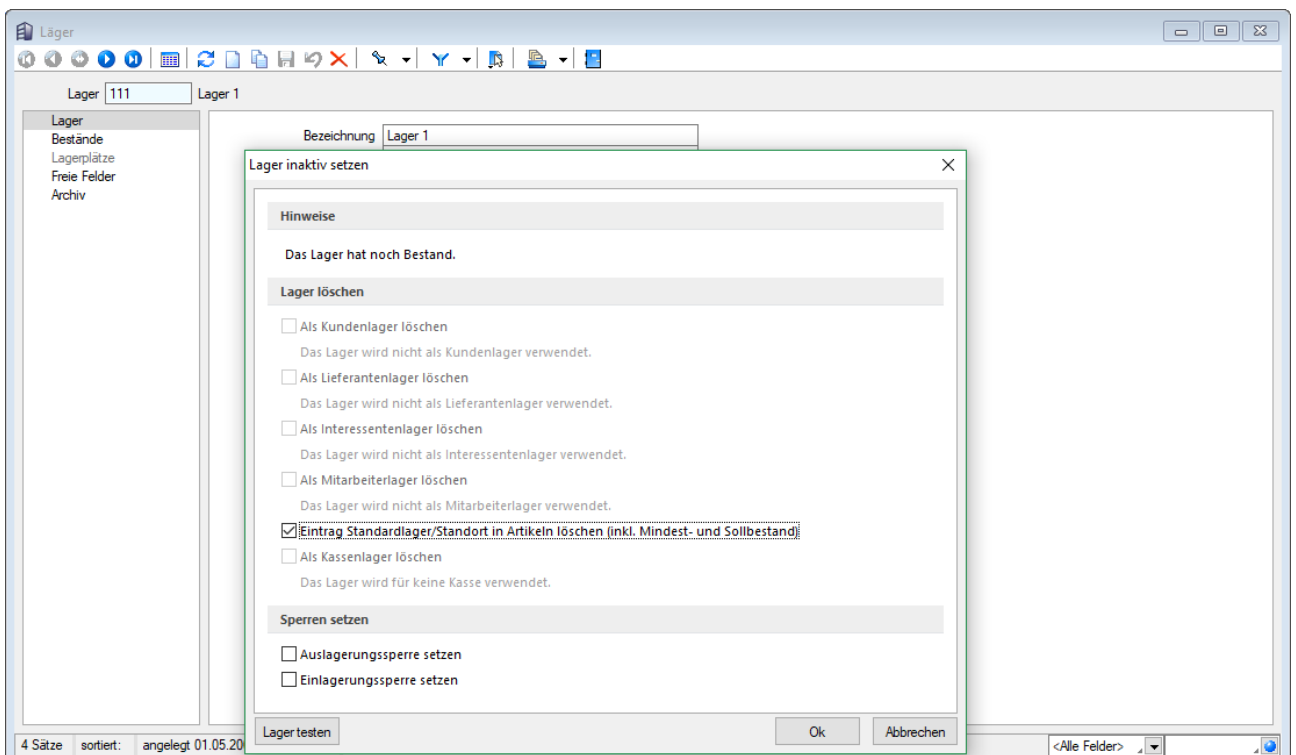 Läger
Lager 111 Lager 1
Lager
Bestände
Lagerplätze
Freie Felder
Archiv
Bezeichnung Lager 1
Lager inaktiv setzen
Hinweise
Das Lager hat noch Bestand.
Lager löschen
Als Kundenlager löschen
Das Lager wird nicht als Kundenlager verwendet.
Als Lieferantenlager löschen
Das Lager wird nicht als Lieferantenlager verwendet.
Als Interessentenlager löschen
Das Lager wird nicht als Interessentenlager verwendet.
Als Mitarbeiterlager löschen
Das Lager wird nicht als Mitarbeiterlager verwendet.
Eintrag Standardlager/Standort in Artikeln löschen (inkl. Mindest- und Sollbestand)
Als Kassenlager löschen
Das Lager wird für keine Kasse verwendet.
Sperren setzen
Auslagerungssperre setzen
Einlagerungssperre setzen
Lager testen Ok Abbrechen
4 Sätze sortiert: angelegt 01.05.20 <Alle Felder>